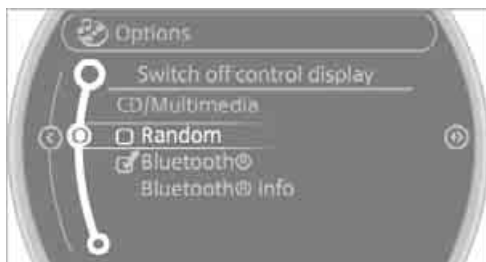 Options
Switch off control display
CD/Multimedia
Random
Bluetooth®
Bluetooth® info